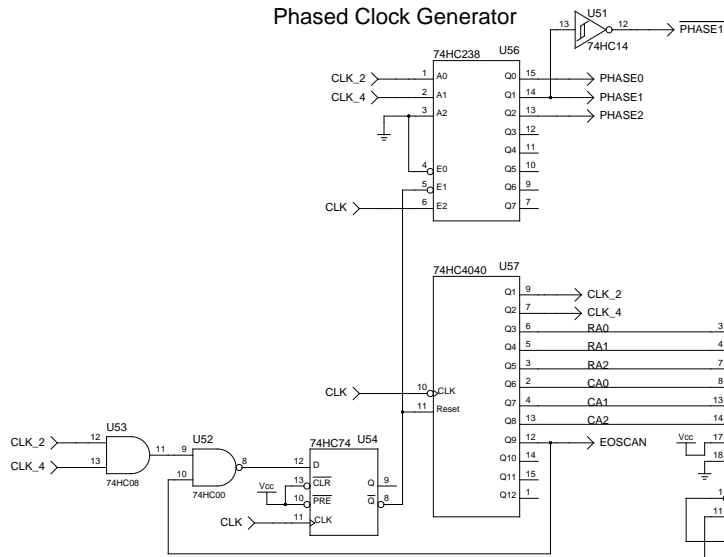 Phased Clock Generator
U51
13
12
PHASE1
74HC14
74HC238
U56
CLK_2
1
A0
Q0
15
PHASE0
CLK_4
2
A1
Q1
14
PHASE1
3
A2
Q2
13
PHASE2
Q3
12
Q4
11
4
E0
Q5
10
5
E1
Q6
9
CLK
6
E2
Q7
7
74HC4040
U57
Q1
9
CLK_2
Q2
7
CLK_4
Q3
6
RA0
3
Q4
5
RA1
4
Q5
3
RA2
7
CLK
10
CLK
Q6
2
CA0
8
11
Reset
Q7
4
CA1
13
Q8
13
CA2
14
Q9
12
EOSCAN
Vcc
17
Q10
14
18
Q11
15
Q12
1
1
11
U53
CLK_2
12
11
CLK_4
13
74HC08
U52
9
8
10
74HC00
74HC74
U54
12
D
Vcc
13
CLR
Q
9
10
PRE
Q
8
CLK
11
CLK